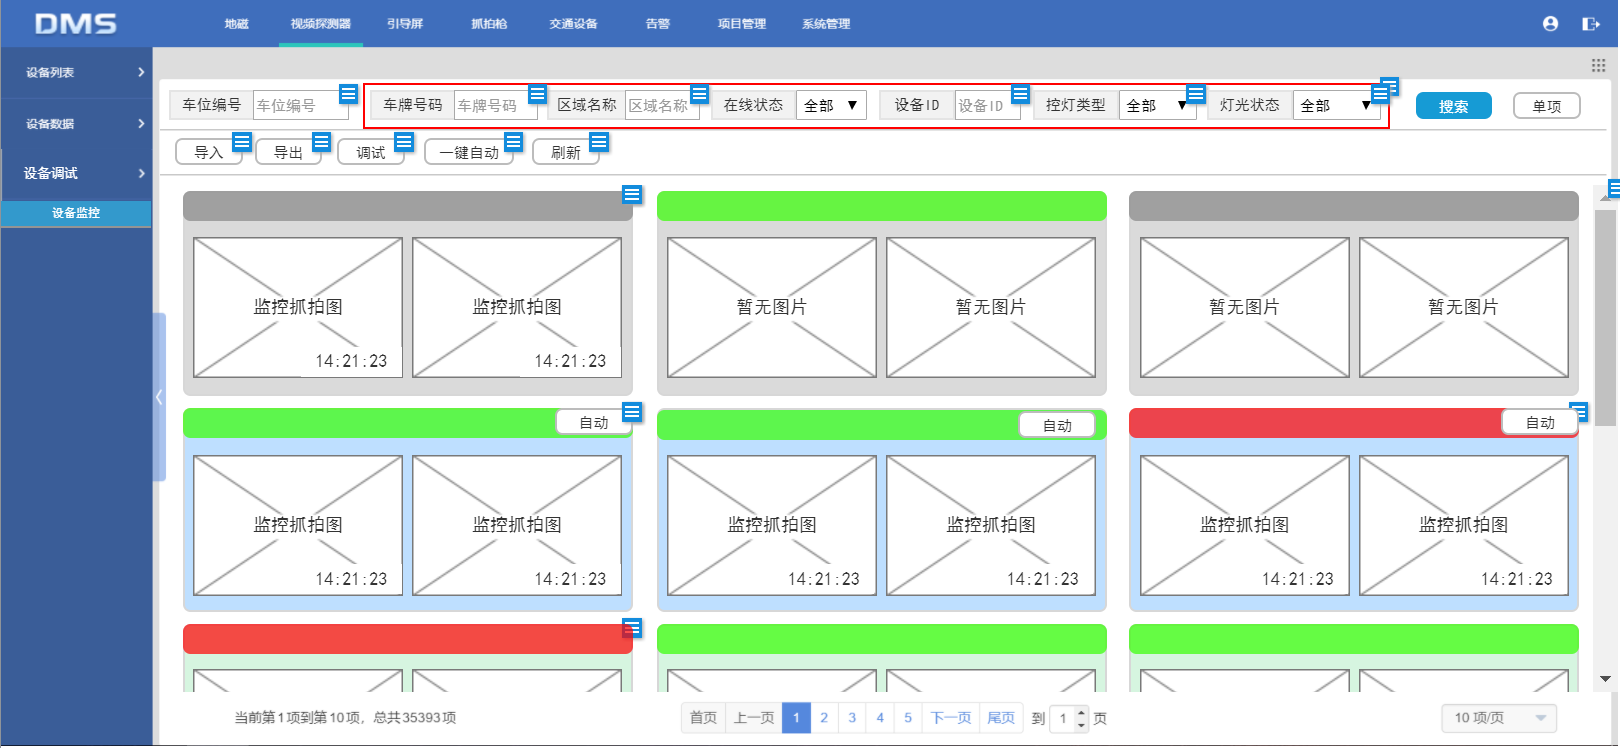 DMS 地磁 视频探测器 引导屏 抓拍枪 交通设备 告警 项目管理 系统管理
设备列表
设备数据
设备调试
设备监控
车位编号 车位编号 车牌号码 车牌号码 区域名称 区域名称 在线状态 全部 ▼ 设备ID 设备ID 控灯类型 全部 ▼ 灯光状态 全部 ▼ 搜索 单项
导入 导出 调试 一键自动 刷新
监控抓拍图 监控抓拍图 暂无图片 暂无图片 暂无图片 暂无图片
14:21:23 14:21:23
自动 自动 自动
监控抓拍图 监控抓拍图 监控抓拍图 监控抓拍图 监控抓拍图 监控抓拍图
14:21:23 14:21:23 14:21:23 14:21:23 14:21:23 14:21:23
当前第1项到第10项，总共35393项 首页 上一页 1 2 3 4 5 下一页 尾页 到 1 页 10 项/页